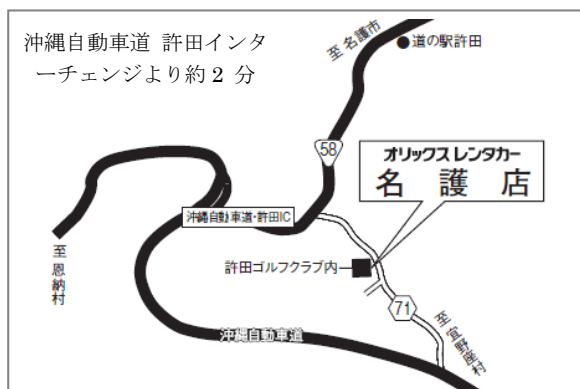 沖縄自動車道 許田インタ
ーチェンジより約2 分
至名護市
●道の駅許田
58
オリックスレンタカー
名護店
沖縄自動車道・許田IC
至恩納村
許田ゴルフクラブ内
71
至宜野座村
沖縄自動車道